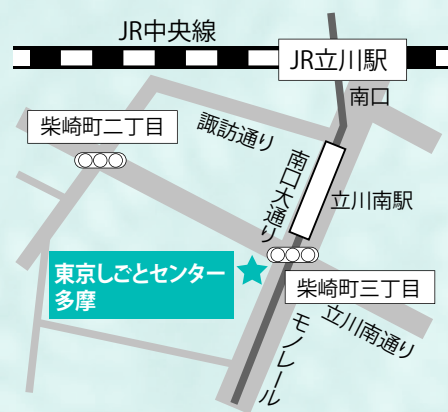 JR中央線
JR立川駅
南口
柴崎町二丁目
諏訪通り
南口大通り
立川南駅
東京しごとセンター
多摩
柴崎町三丁目
立川南通り
モノレール